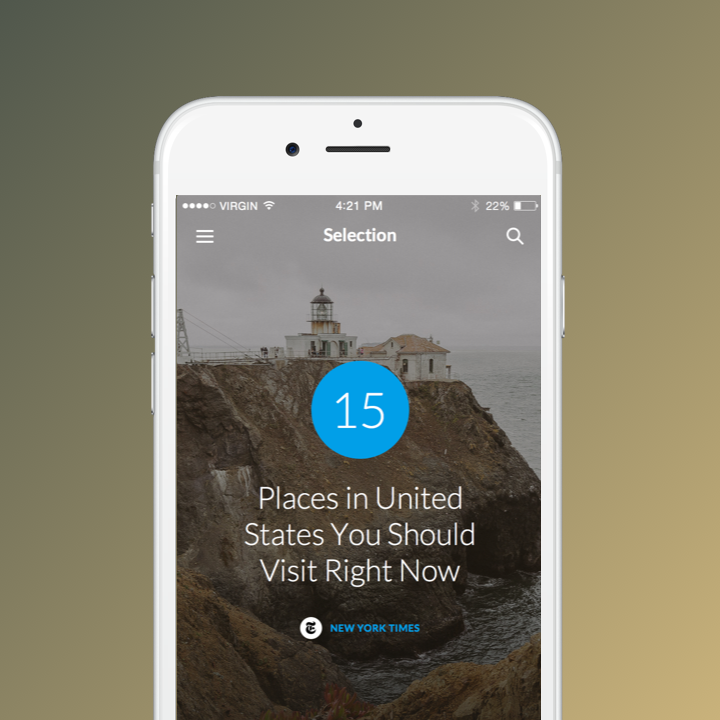 VIRGIN 4:21 PM 22%
Selection
15
Places in United
States You Should
Visit Right Now
NEW YORK TIMES